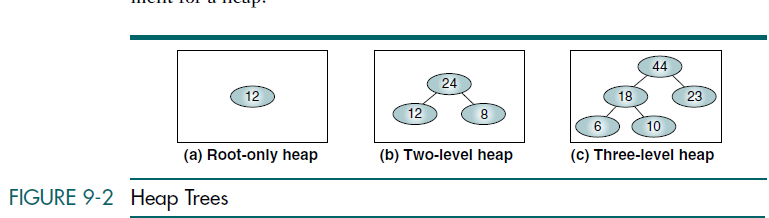 ment for a heap.
12
24
12 8
44
18 23
6 10
(a) Root-only heap (b) Two-level heap (c) Three-level heap
FIGURE 9-2 Heap Trees